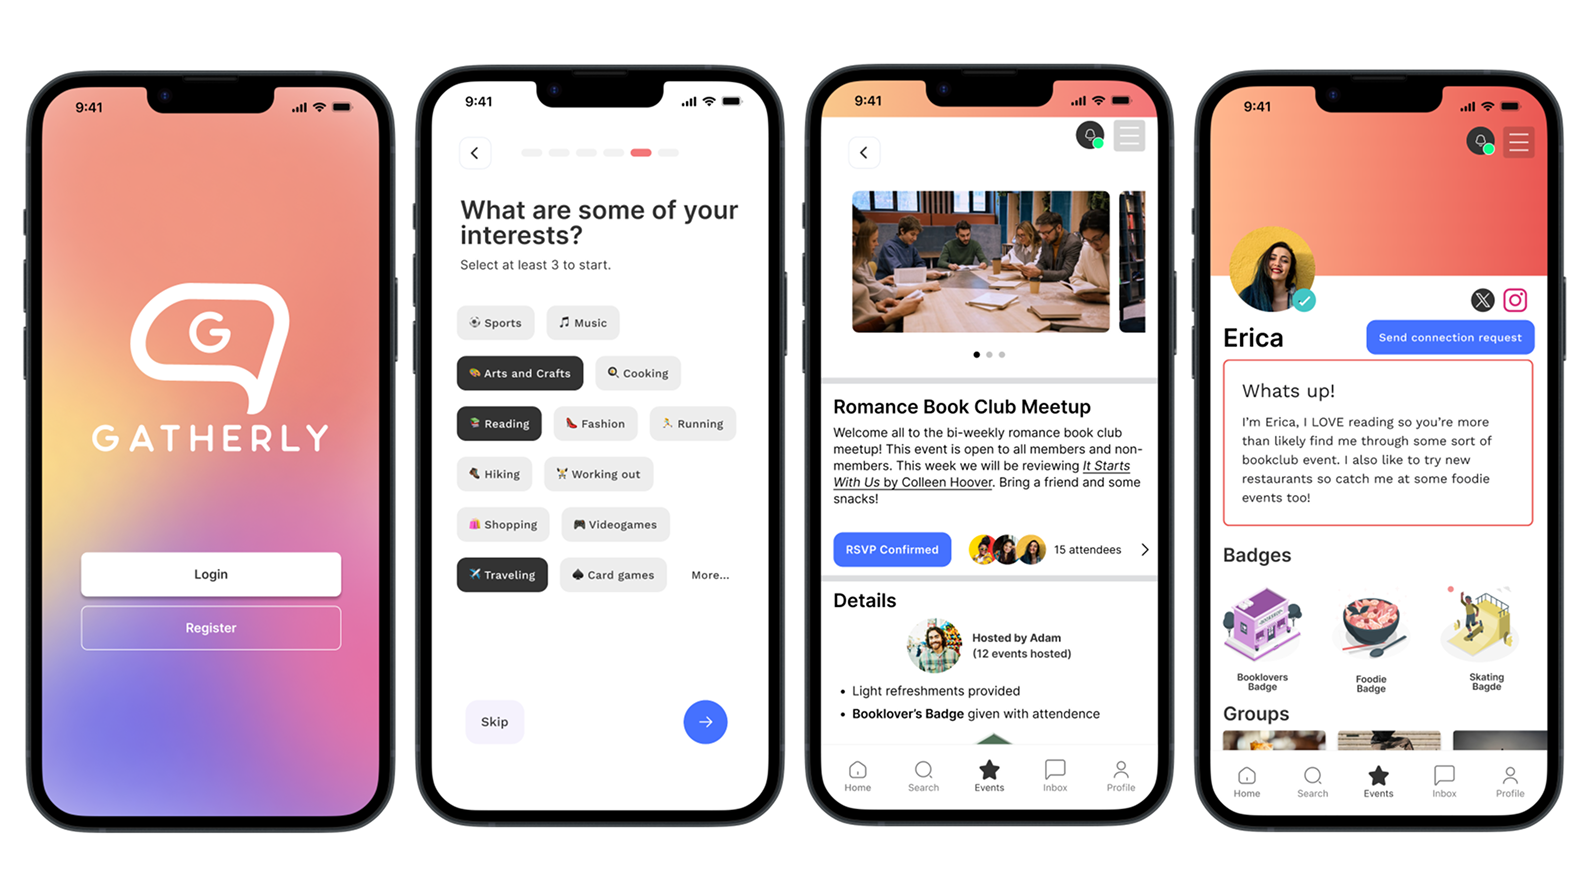 9:41
G
GATHERLY
Login
Register
9:41
What are some of your
interests?
Select at least 3 to start.
Sports
Music
Arts and Crafts
Cooking
Reading
Fashion
Running
Hiking
Working out
Shopping
Videogames
Traveling
Card games
More...
Skip
9:41
Romance Book Club Meetup
Welcome all to the bi-weekly romance book club
meetup! This event is open to all members and non-
members. This week we will be reviewing It Starts
With Us by Colleen Hoover. Bring a friend and some
snacks!
RSVP Confirmed
15 attendees
Details
Hosted by Adam
(12 events hosted)
• Light refreshments provided
• Booklover's Badge given with attendence
Home
Search
Events
Inbox
Profile
9:41
X
Erica
Send connection request
Whats up!
I'm Erica, I LOVE reading so you're more
than likely find me through some sort of
bookclub event. I also like to try new
restaurants so catch me at some foodie
events too!
Badges
Booklovers
Badge
Foodie
Badge
Skating
Bagde
Groups
Home
Search
Events
Inbox
Profile